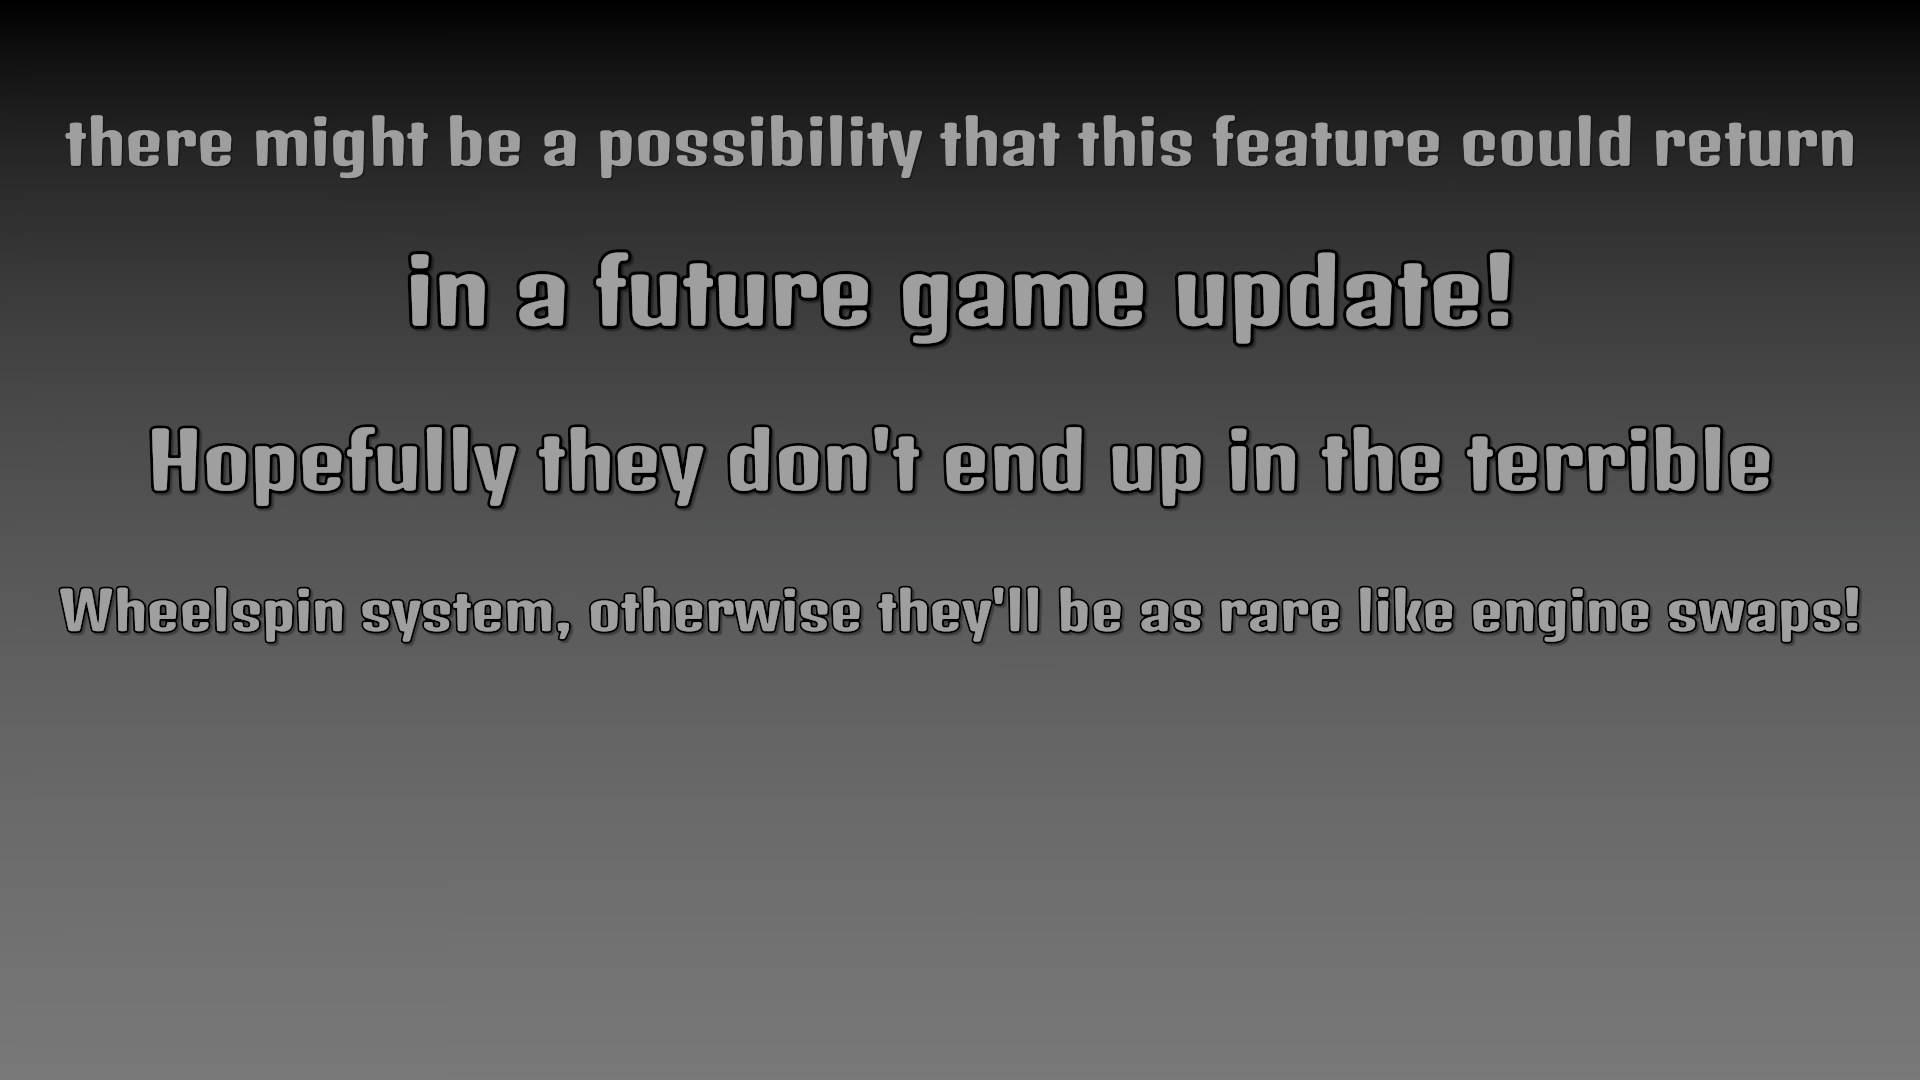 there might be a possibility that this feature could return
in a future game update!
Hopefully they don't end up in the terrible
Wheelspin system, otherwise they'll be as rare like engine swaps!